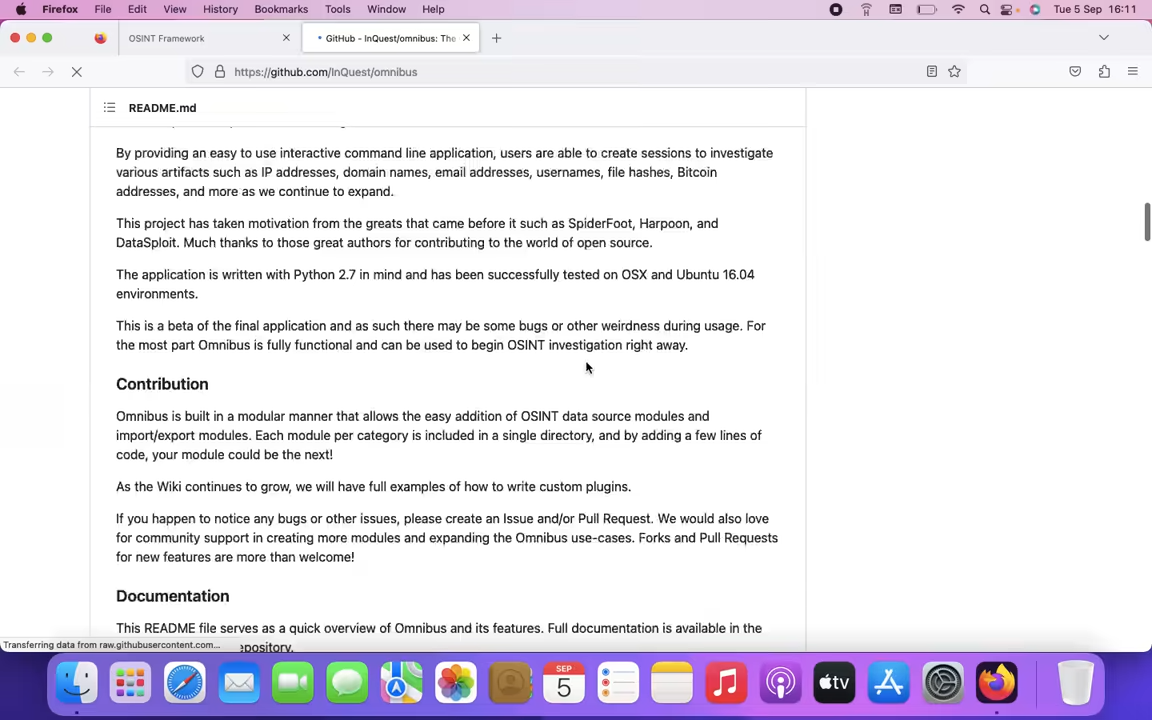 Firefox File Edit View History Bookmarks Tools Window Help Tue 5 Sep 16:11
OSINT Framework
GitHub - InQuest/omnibus: The
https://github.com/InQuest/omnibus
README.md
By providing an easy to use interactive command line application, users are able to create sessions to investigate
various artifacts such as IP addresses, domain names, email addresses, usernames, file hashes, Bitcoin
addresses, and more as we continue to expand.
This project has taken motivation from the greats that came before it such as SpiderFoot, Harpoon, and
DataSploit. Much thanks to those great authors for contributing to the world of open source.
The application is written with Python 2.7 in mind and has been successfully tested on OSX and Ubuntu 16.04
environments.
This is a beta of the final application and as such there may be some bugs or other weirdness during usage. For
the most part Omnibus is fully functional and can be used to begin OSINT investigation right away.
Contribution
Omnibus is built in a modular manner that allows the easy addition of OSINT data source modules and
import/export modules. Each module per category is included in a single directory, and by adding a few lines of
code, your module could be the next!
As the Wiki continues to grow, we will have full examples of how to write custom plugins.
If you happen to notice any bugs or other issues, please create an Issue and/or Pull Request. We would also love
for community support in creating more modules and expanding the Omnibus use-cases. Forks and Pull Requests
for new features are more than welcome!
Documentation
This README file serves as a quick overview of Omnibus and its features. Full documentation is available in the
Transferring data from raw.githubusercontent.com... epository.
SEP
5
tv